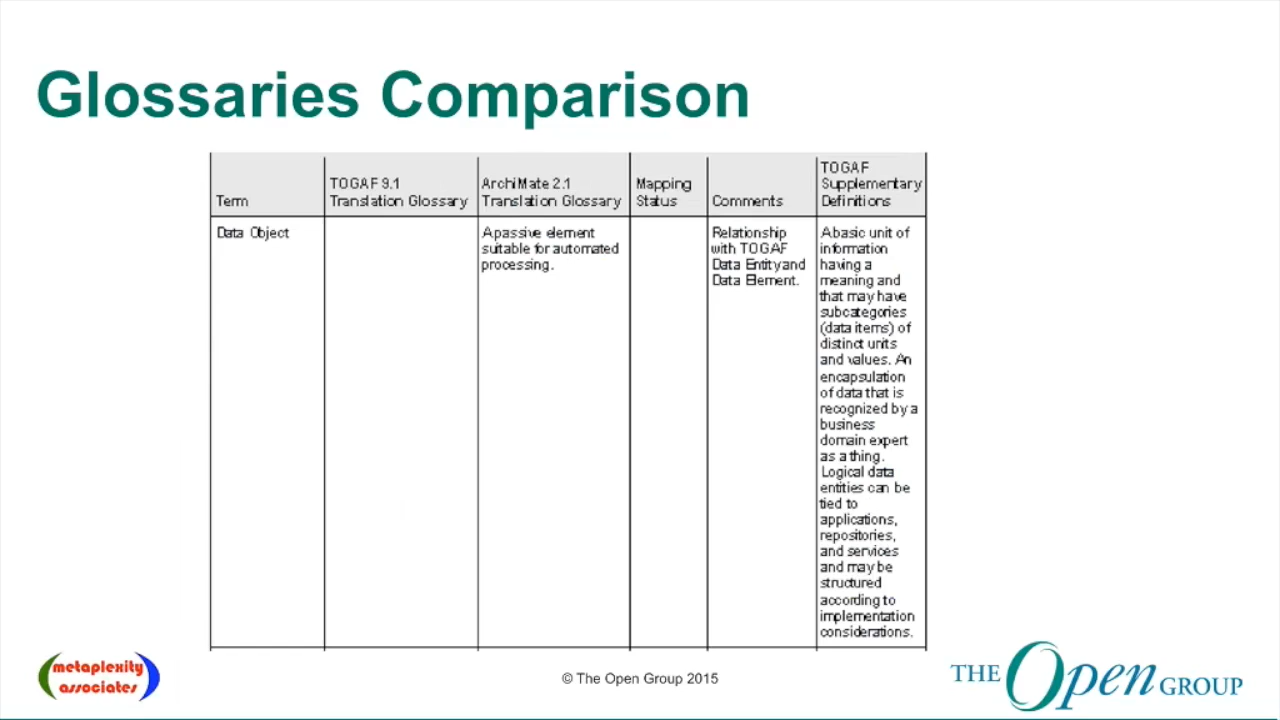 Glossaries Comparison
Term
TOGAF 9.1
Translation Glossary
ArchiMate 2.1
Translation Glossary
Mapping
Status
Comments
TOGAF
Supplementary
Definitions
Data Object
A passive element
suitable for automated
processing.
Relationship
with TOGAF
Data Entity and
Data Element.
A basic unit of
information
having a
meaning and
that may have
subcategories
(data items) of
distinct units
and values. An
encapsulation
of data that is
recognized by a
business
domain expert
as a thing.
Logical data
entities can be
tied to
applications,
repositories,
and services
and may be
structured
according to
implementation
considerations.
metaplexity
associates
© The Open Group 2015
THE Open GROUP